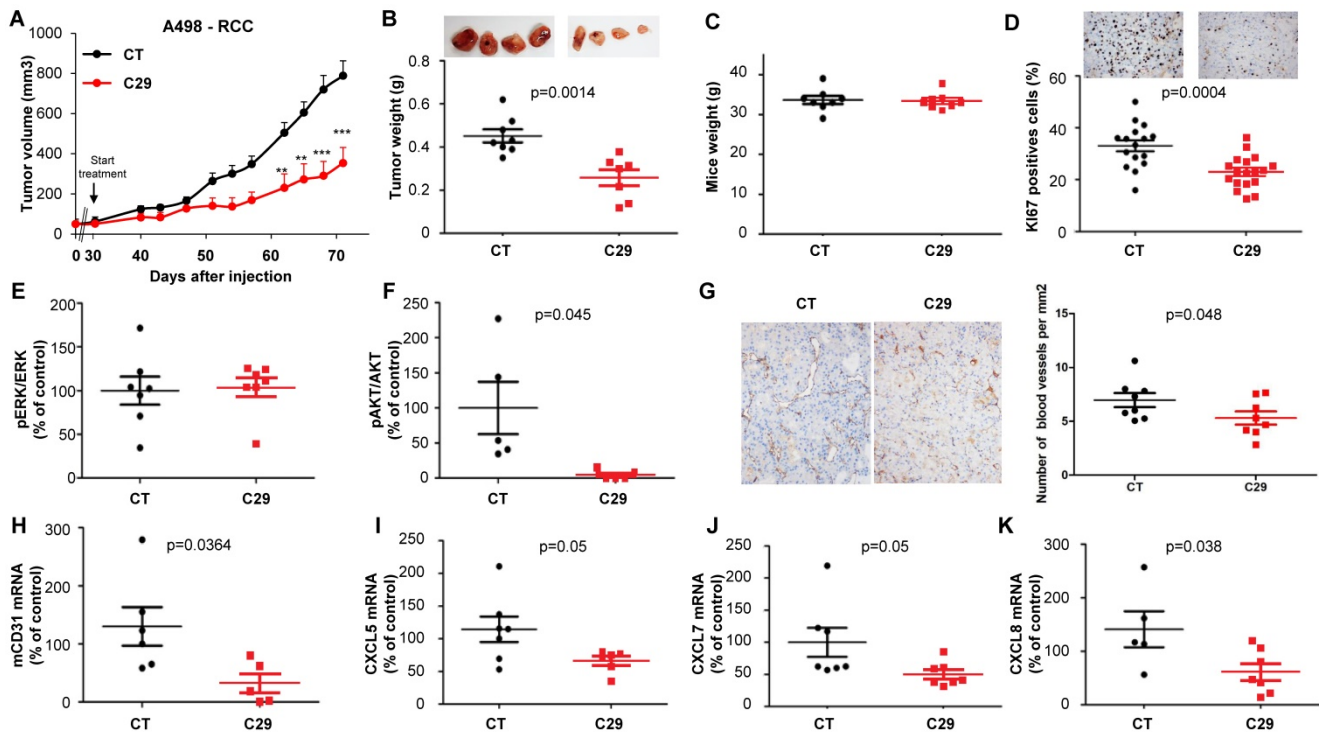 A
A498 - RCC
CT
C29
Tumor volume (mm3)
1000
800
600
400
200
0
Start
treatment
**
**
***
***
0 30 40 50 60 70
Days after injection
B
p=0.0014
Tumor weight (g)
0.8
0.6
0.4
0.2
0
CT C29
C
Mice weight (g)
50
40
30
20
10
0
CT C29
D
p=0.0004
KI67 positives cells (%)
60
40
20
0
CT C29
E
pERK/ERK
(% of control)
200
150
100
50
0
CT C29
F
p=0.045
pAKT/AKT
(% of control)
250
200
150
100
50
0
CT C29
G
CT C29
p=0.048
Number of blood vessels per mm2
15
10
5
0
CT C29
H
p=0.0364
mCD31 mRNA
(% of control)
300
200
100
0
CT C29
I
p=0.05
CXCL5 mRNA
(% of control)
250
200
150
100
50
0
CT C29
J
p=0.05
CXCL7 mRNA
(% of control)
250
200
150
100
50
0
CT C29
K
p=0.038
CXCL8 mRNA
(% of control)
300
200
100
0
CT C29